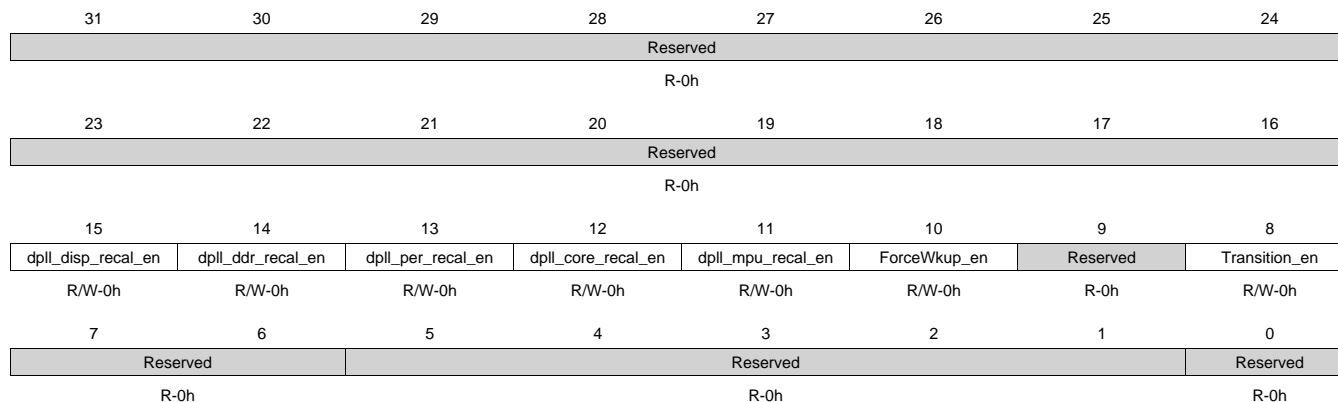 31 30 29 28 27 26 25 24
Reserved
R-0h
23 22 21 20 19 18 17 16
Reserved
R-0h
15 14 13 12 11 10 9 8
dpll_disp_recal_en dpll_ddr_recal_en dpll_per_recal_en dpll_core_recal_en dpll_mpu_recal_en ForceWkup_en Reserved Transition_en
R/W-0h R/W-0h R/W-0h R/W-0h R/W-0h R/W-0h R-0h R/W-0h
7 6 5 4 3 2 1 0
Reserved Reserved Reserved
R-0h R-0h R-0h